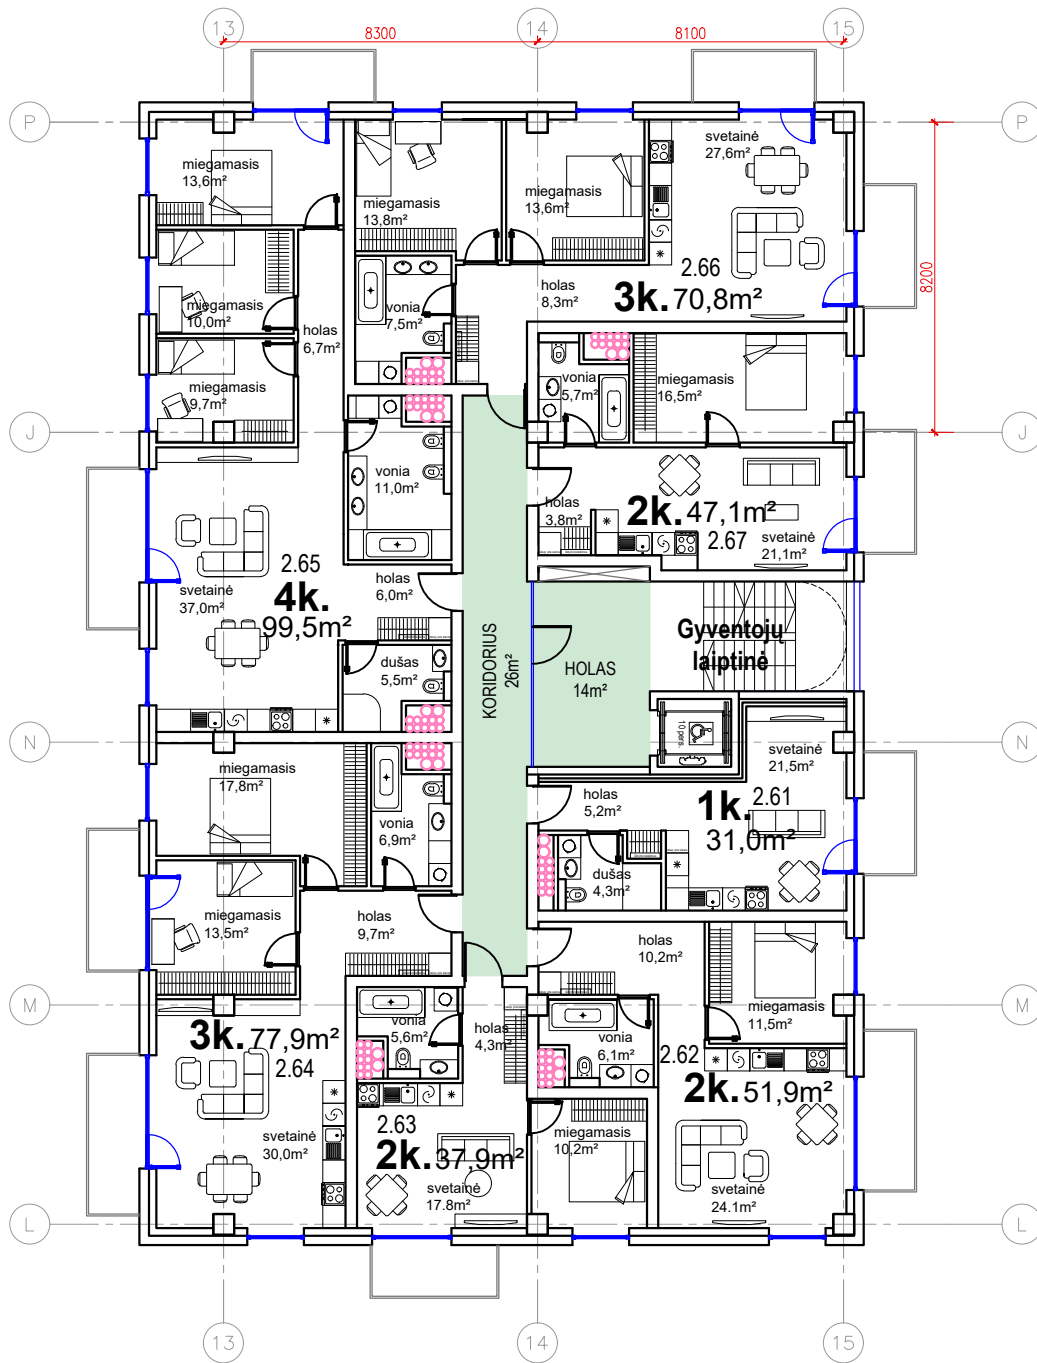 13
14
15
8300
8100
P
P
svetainė
27,6m²
miegamasis
13,6m²
miegamasis
13,8m²
miegamasis
13,6m²
8200
2.66
3k. 70,8m²
holas
8,3m²
miegamasis
10,0m²
vonia
7,5m²
holas
6,7m²
miegamasis
9,7m²
vonia
5,7m²
miegamasis
16,5m²
J
J
vonia
11,0m²
holas
3,8m²
2k. 47,1m²
2.67
svetainė
21,1m²
2.65
4k.
99,5m²
svetainė
37,0m²
holas
6,0m²
dušas
5,5m²
KORIDORIUS
26m²
HOLAS
14m²
Gyventojų
laiptinė
10 pers.
N
N
svetainė
21,5m²
miegamasis
17,8m²
vonia
6,9m²
holas
5,2m²
1k. 2.61
31,0m²
dušas
4,3m²
miegamasis
13,5m²
holas
9,7m²
holas
10,2m²
M
M
miegamasis
11,5m²
3k. 77,9m²
2.64
vonia
5,6m²
holas
4,3m²
vonia
6,1m²
2.62
2k. 51,9m²
svetainė
30,0m²
2.63
2k. 37,9m²
svetainė
17.8m²
miegamasis
10,2m²
svetainė
24.1m²
L
L
13
14
15